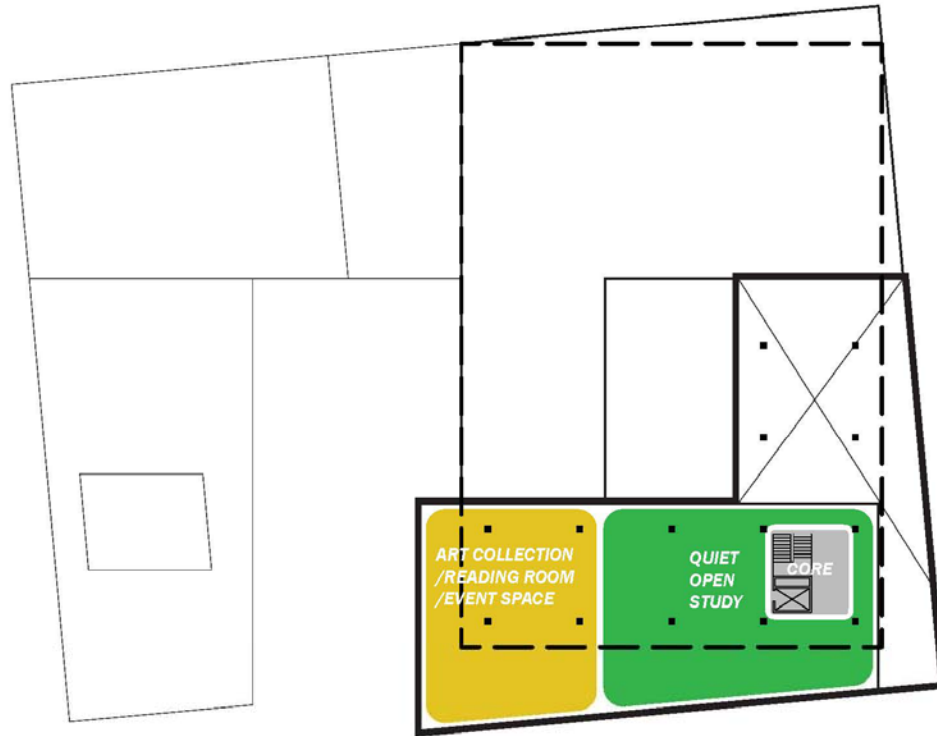 ART COLLECTION
/READING ROOM
/EVENT SPACE
QUIET
OPEN
STUDY
CORE